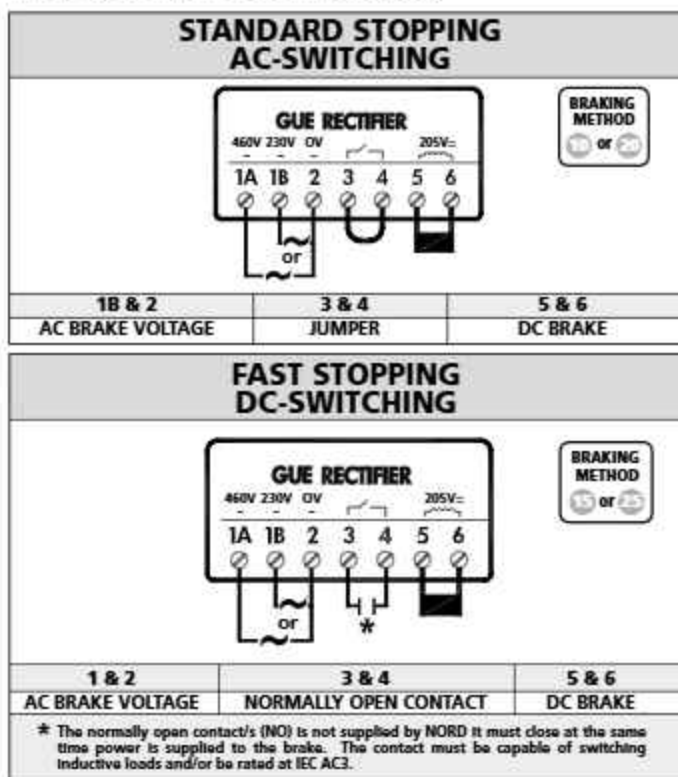 STANDARD STOPPING
AC-SWITCHING
BRAKING
METHOD
10 or 20
GUE RECTIFIER
460V 230V 0V 205V=
~ ~ ~
1A 1B 2 3 4 5 6
or
1B & 2 3 & 4 5 & 6
AC BRAKE VOLTAGE JUMPER DC BRAKE
FAST STOPPING
DC-SWITCHING
BRAKING
METHOD
15 or 25
GUE RECTIFIER
460V 230V 0V 205V=
~ ~ ~
1A 1B 2 3 4 5 6
or
*
1 & 2 3 & 4 5 & 6
AC BRAKE VOLTAGE NORMALLY OPEN CONTACT DC BRAKE
* The normally open contact/s (NO) is not supplied by NORD it must close at the same
time power is supplied to the brake. The contact must be capable of switching
inductive loads and/or be rated at IEC AC3.